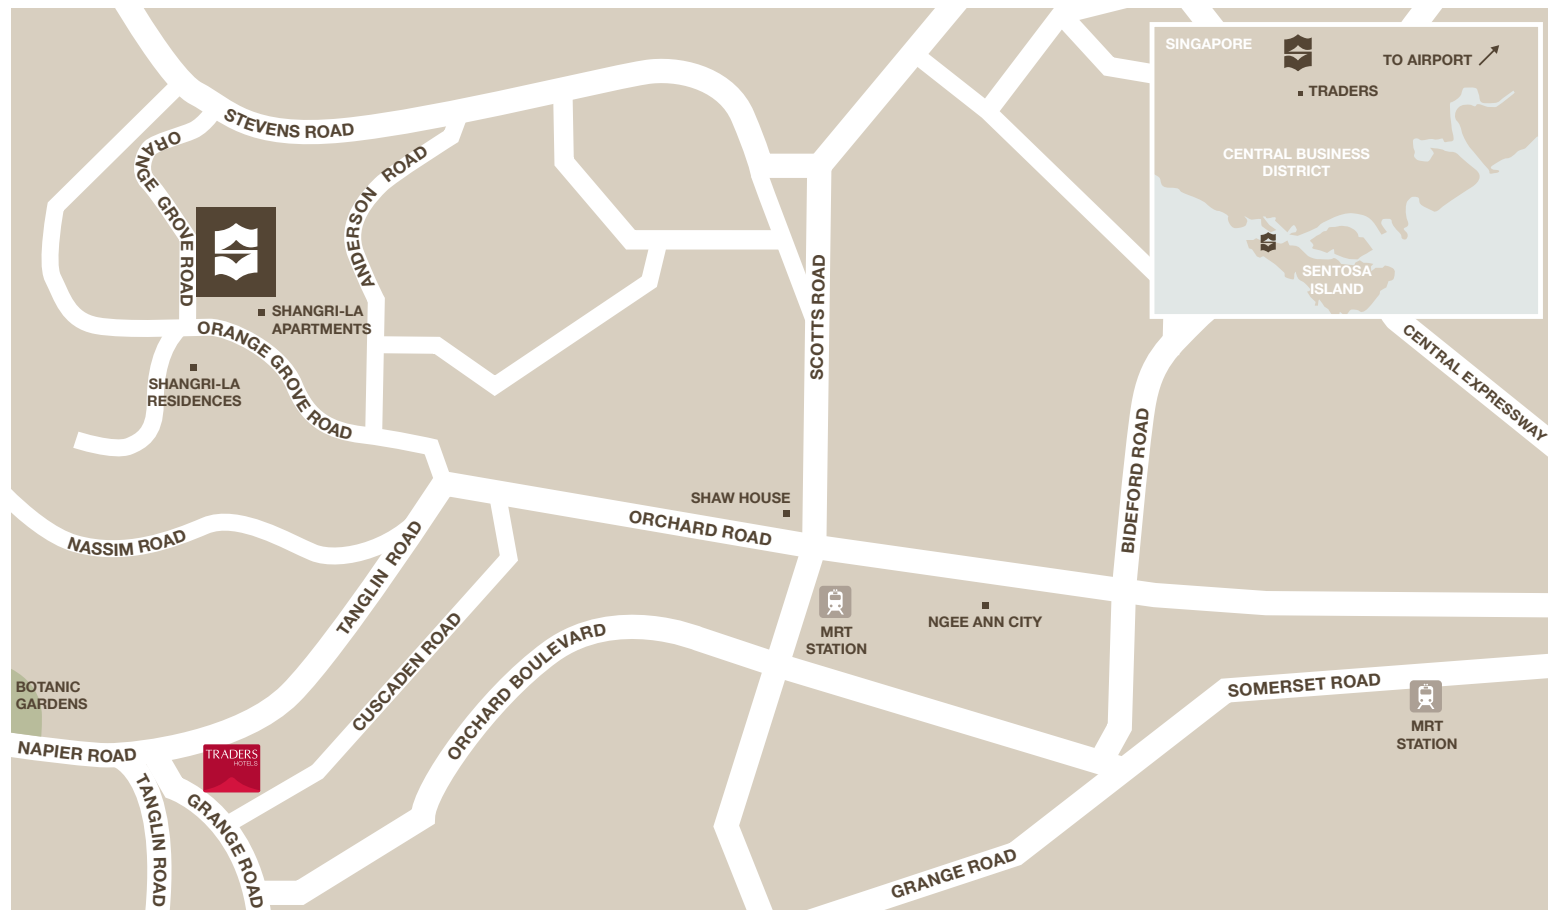 SINGAPORE
TO AIRPORT
TRADERS
CENTRAL BUSINESS
DISTRICT
SENTOSA
ISLAND
STEVENS ROAD
ORANGE GROVE ROAD
ANDERSON ROAD
SHANGRI-LA
APARTMENTS
ORANGE GROVE ROAD
SHANGRI-LA
RESIDENCES
SCOTTS ROAD
CENTRAL EXPRESSWAY
BIDEFORD ROAD
SHAW HOUSE
ORCHARD ROAD
NASSIM ROAD
TANGLIN ROAD
CUSCADEN ROAD
ORCHARD BOULEVARD
MRT
STATION
NGEE ANN CITY
BOTANIC
GARDENS
SOMERSET ROAD
MRT
STATION
NAPIER ROAD
TRADERS
HOTELS
TANGLIN ROAD
GRANGE ROAD
GRANGE ROAD